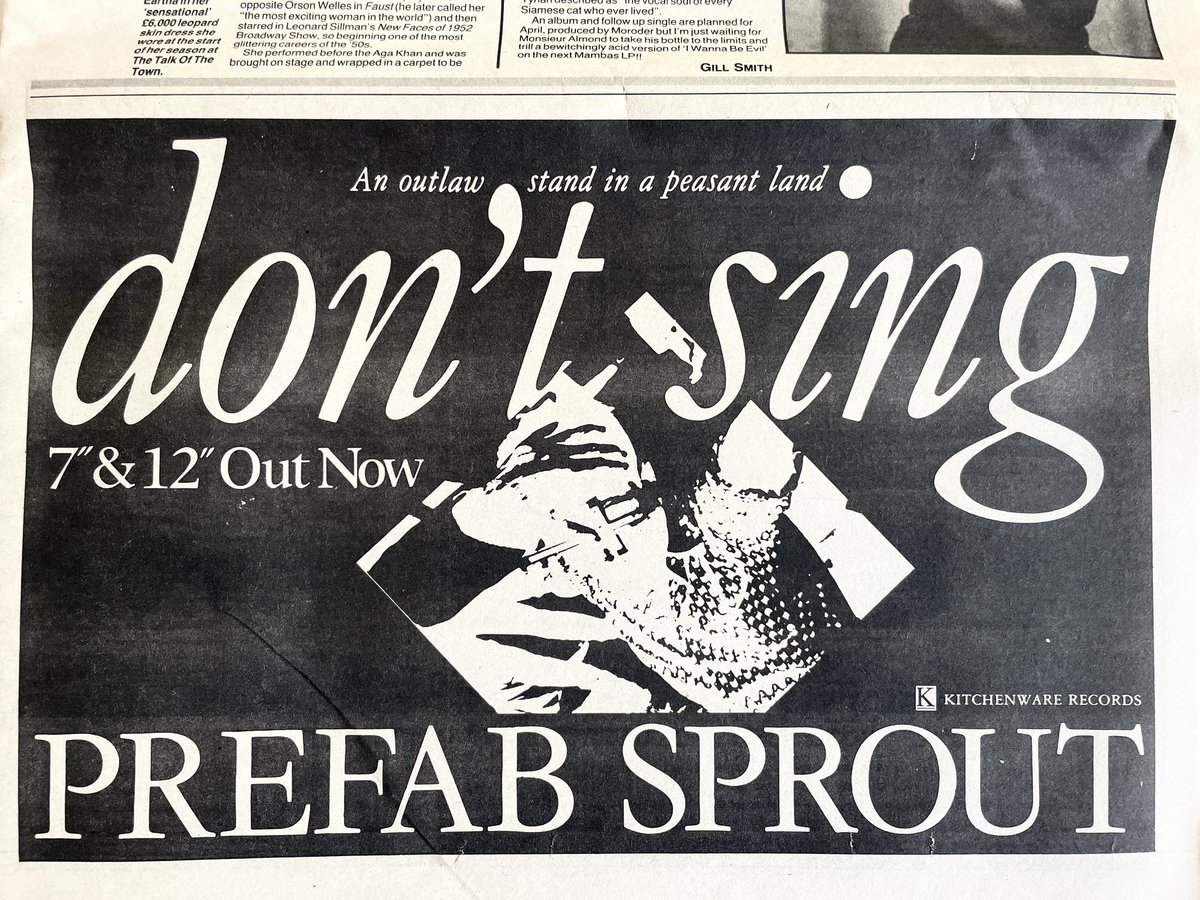 Eartha in her
'sensational'
£6,000 leopard
skin dress she
wore at the start
of her season at
The Talk Of The
Town.
opposite Orson Welles in Faust (he later called her
"the most exciting woman in the world") and then
starred in Leonard Sillman's New Faces of 1952
Broadway Show, so beginning one of the most
glittering careers of the '50s.
She performed before the Aga Khan and was
brought on stage and wrapped in a carpet to be
described as "the vocal soul of every
Siamese cat who ever lived".
An album and follow up single are planned for
April, produced by Moroder but I'm just waiting for
Monsieur Almond to take his bottle to the limits and
trill a bewitchingly acid version of 'I Wanna Be Evil'
on the next Mambas LP!!
GILL SMITH
An outlaw stand in a peasant land
don't sing
7"& 12" Out Now
K KITCHENWARE RECORDS
PREFAB SPROUT